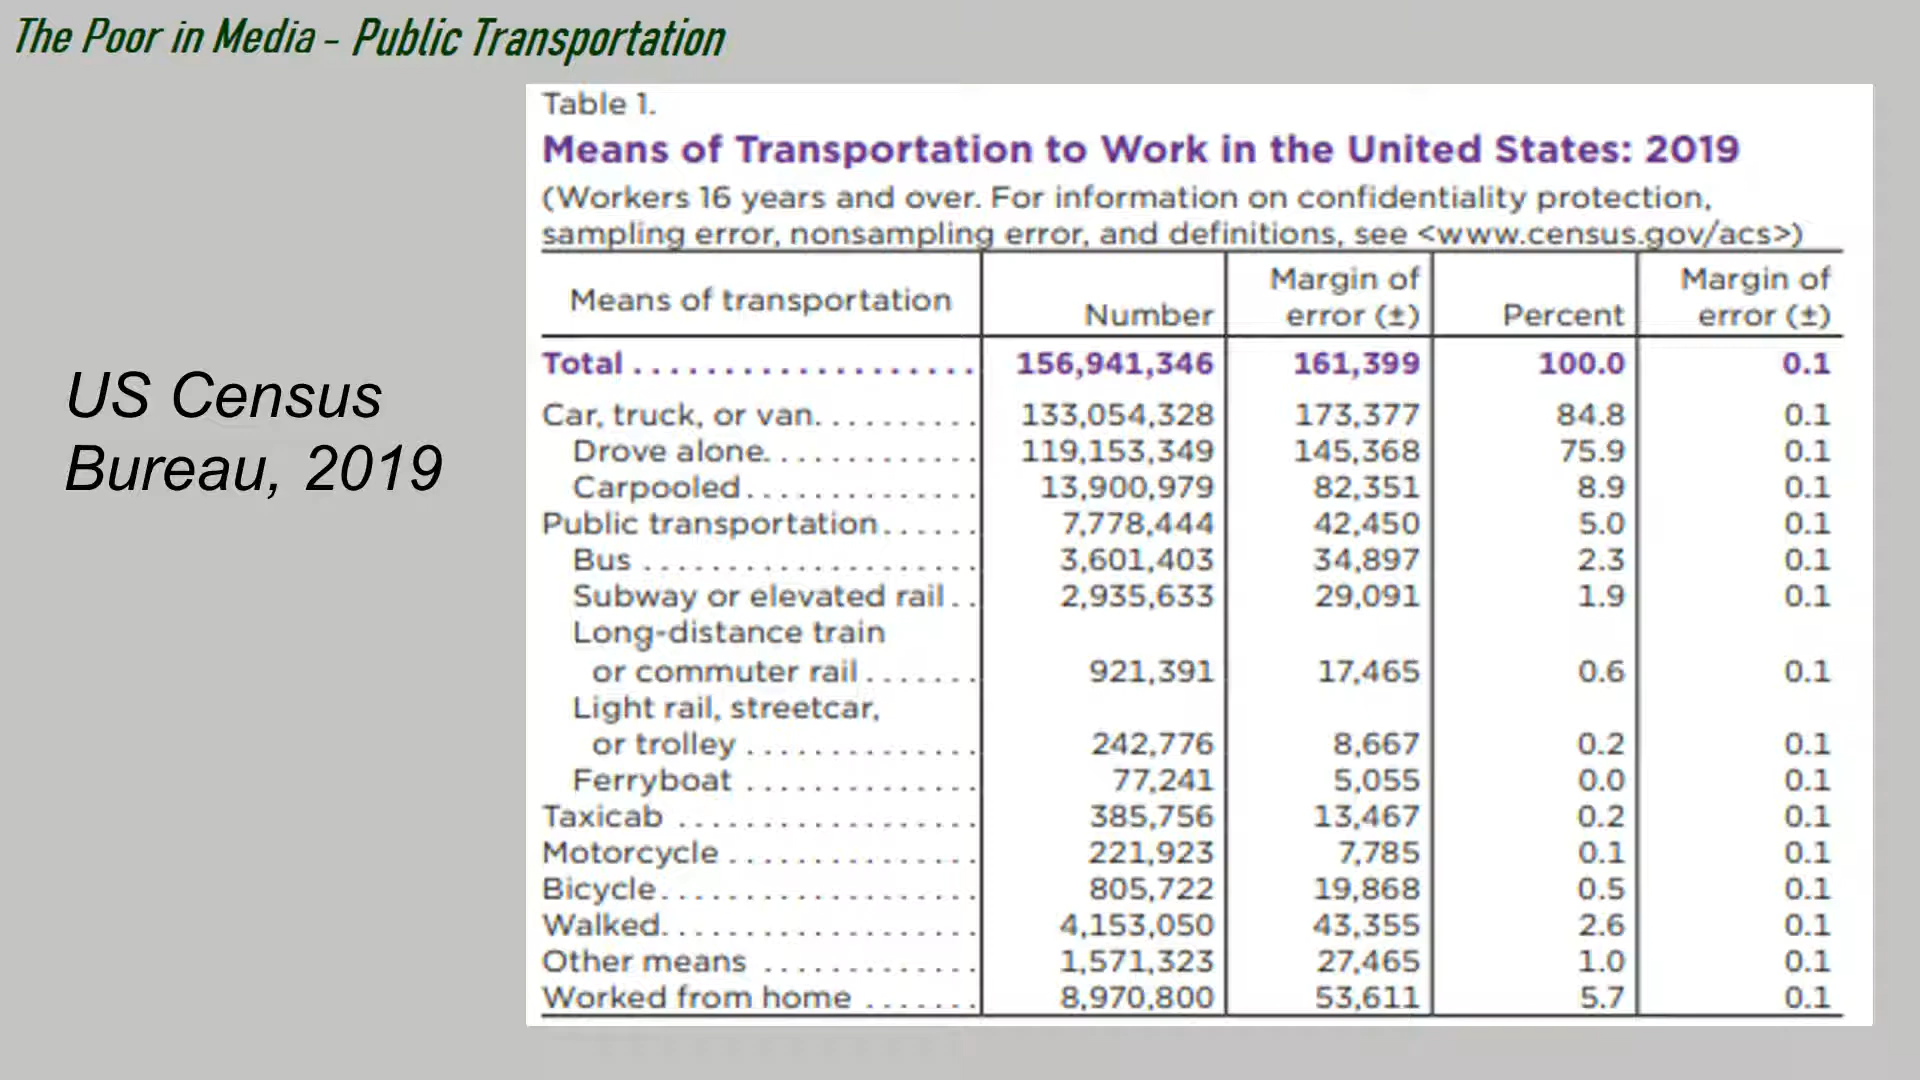 The Poor in Media - Public Transportation
US Census
Bureau, 2019
Table 1.
Means of Transportation to Work in the United States: 2019
(Workers 16 years and over. For information on confidentiality protection,
sampling error, nonsampling error, and definitions, see <www.census.gov/acs>)
Means of transportation Number Margin of error (±) Percent Margin of error (±)
Total . . . . . . . . . . . . . . . . . . . 156,941,346 161,399 100.0 0.1
Car, truck, or van. . . . . . . . . . 133,054,328 173,377 84.8 0.1
Drove alone. . . . . . . . . . . . . 119,153,349 145,368 75.9 0.1
Carpooled . . . . . . . . . . . . . . 13,900,979 82,351 8.9 0.1
Public transportation . . . . . . 7,778,444 42,450 5.0 0.1
Bus . . . . . . . . . . . . . . . . . . . . 3,601,403 34,897 2.3 0.1
Subway or elevated rail . . 2,935,633 29,091 1.9 0.1
Long-distance train
or commuter rail . . . . . . . 921,391 17,465 0.6 0.1
Light rail, streetcar,
or trolley . . . . . . . . . . . . . . 242,776 8,667 0.2 0.1
Ferryboat . . . . . . . . . . . . . . 77,241 5,055 0.0 0.1
Taxicab . . . . . . . . . . . . . . . . . . 385,756 13,467 0.2 0.1
Motorcycle . . . . . . . . . . . . . . . 221,923 7,785 0.1 0.1
Bicycle. . . . . . . . . . . . . . . . . . . 805,722 19,868 0.5 0.1
Walked. . . . . . . . . . . . . . . . . . . 4,153,050 43,355 2.6 0.1
Other means . . . . . . . . . . . . . 1,571,323 27,465 1.0 0.1
Worked from home . . . . . . . 8,970,800 53,611 5.7 0.1